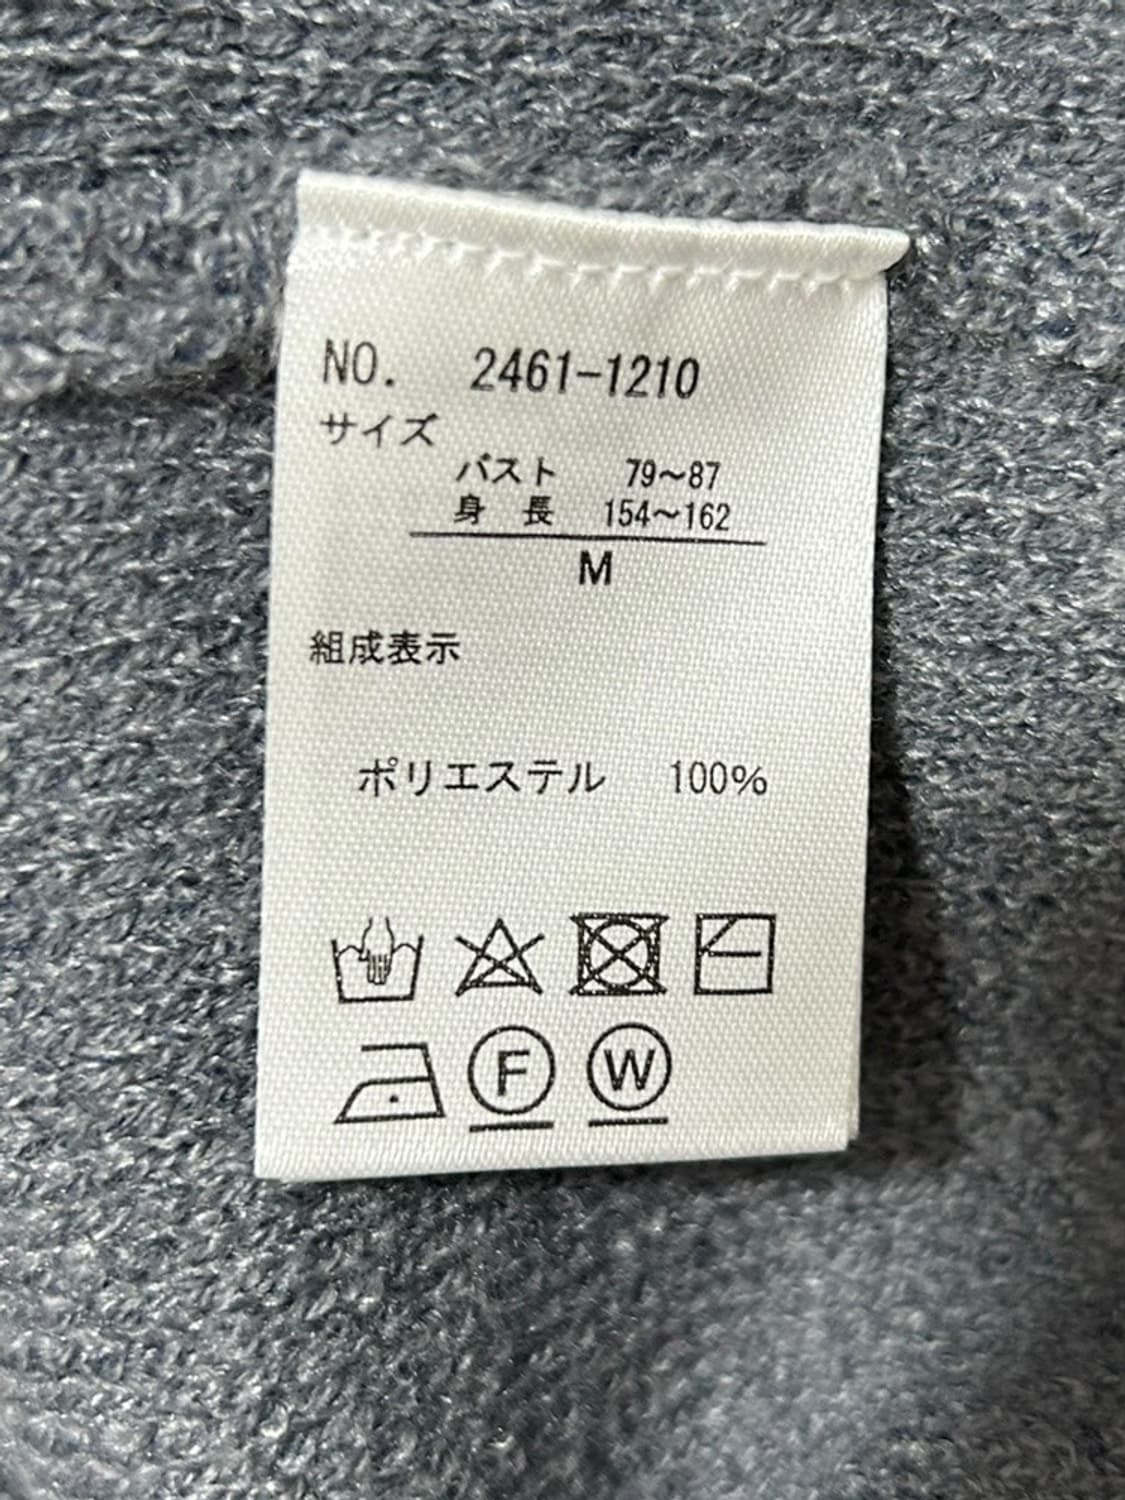 NO. 2461-1210
サイズ
バスト 79～87
身長 154～162
M
組成表示
ポリエステル 100%
F W